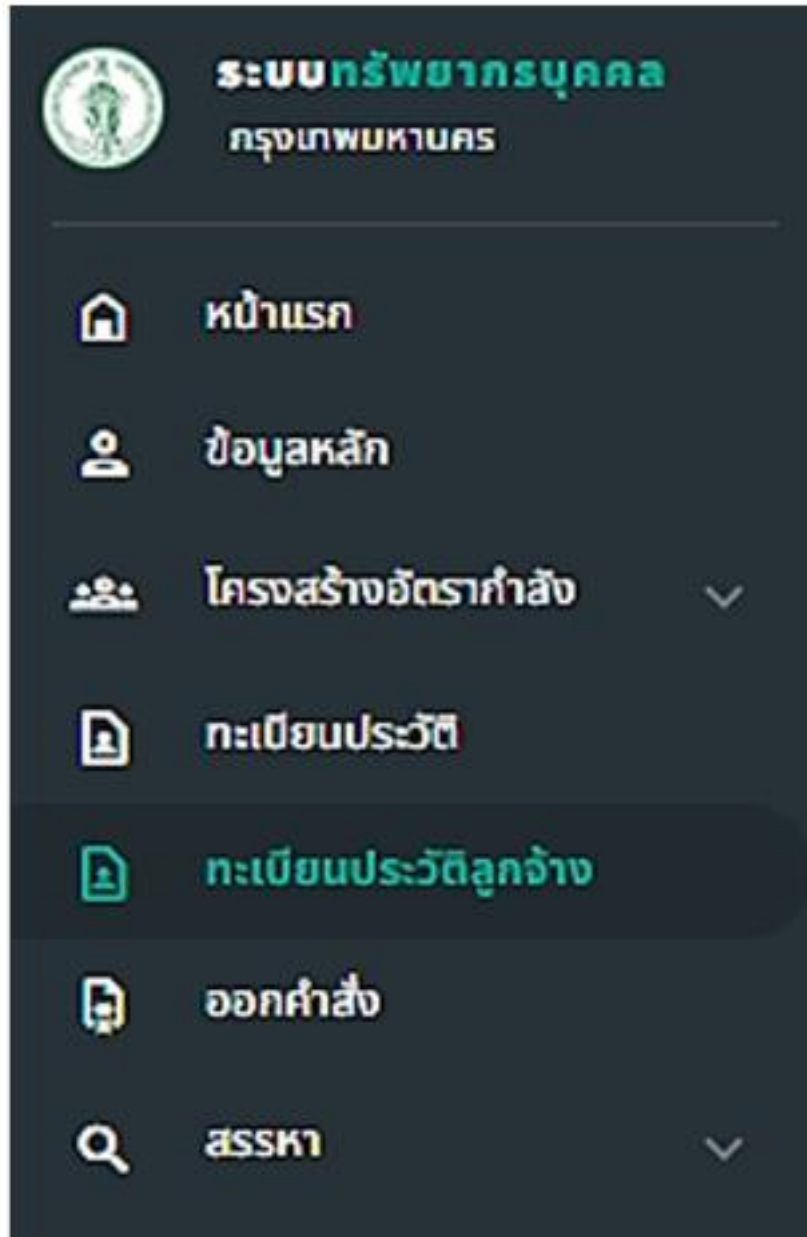 ระบบทรัพยากรบุคคล
กรุงเทพมหานคร
หน้าแรก
ข้อมูลหลัก
โครงสร้างอัตรากำลัง
ทะเบียนประวัติ
ทะเบียนประวัติลูกจ้าง
ออกคำสั่ง
สรรหา